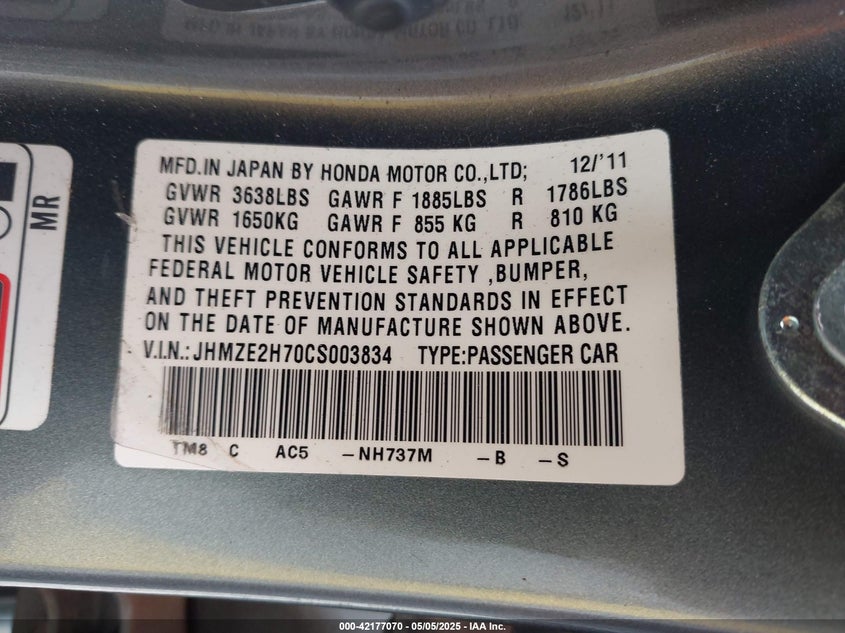 MFD.IN JAPAN BY HONDA MOTOR CO.,LTD; 12/'11
GVWR 3638LBS GAWR F 1885LBS R 1786LBS
GVWR 1650KG GAWR F 855 KG R 810 KG
THIS VEHICLE CONFORMS TO ALL APPLICABLE
FEDERAL MOTOR VEHICLE SAFETY ,BUMPER,
AND THEFT PREVENTION STANDARDS IN EFFECT
ON THE DATE OF MANUFACTURE SHOWN ABOVE.
V.I.N.: JHMZE2H70CS003834 TYPE:PASSENGER CAR
TM8 C AC5 -NH737M -B -S
MR
000-42177070 - 05/05/2025 - IAA Inc.